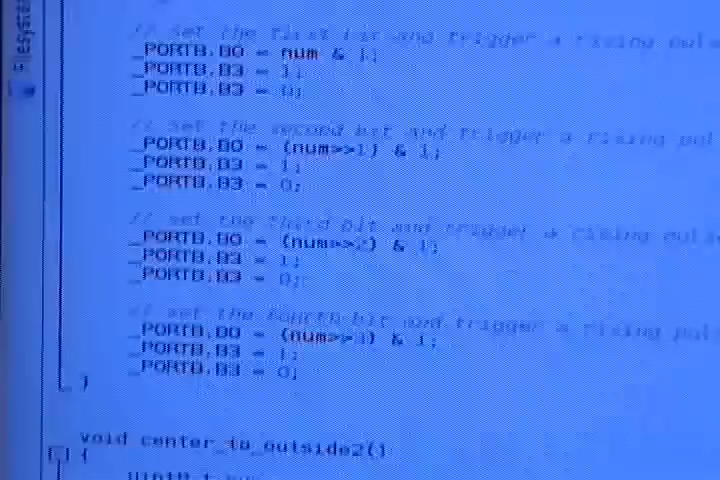 Filesystem
// set the first bit and trigger a rising puls
_PORTB.B0 = num & 1;
_PORTB.B3 = 1;
_PORTB.B3 = 0;
// set the second bit and trigger a rising pul
_PORTB.B0 = (num>>1) & 1;
_PORTB.B3 = 1;
_PORTB.B3 = 0;
// set the third bit and trigger a rising puls
_PORTB.B0 = (num>>2) & 1;
_PORTB.B3 = 1;
_PORTB.B3 = 0;
// set the fourth bit and trigger a rising pul
_PORTB.B0 = (num>>3) & 1;
_PORTB.B3 = 1;
_PORTB.B3 = 0;
}
void center_to_outside2()
{